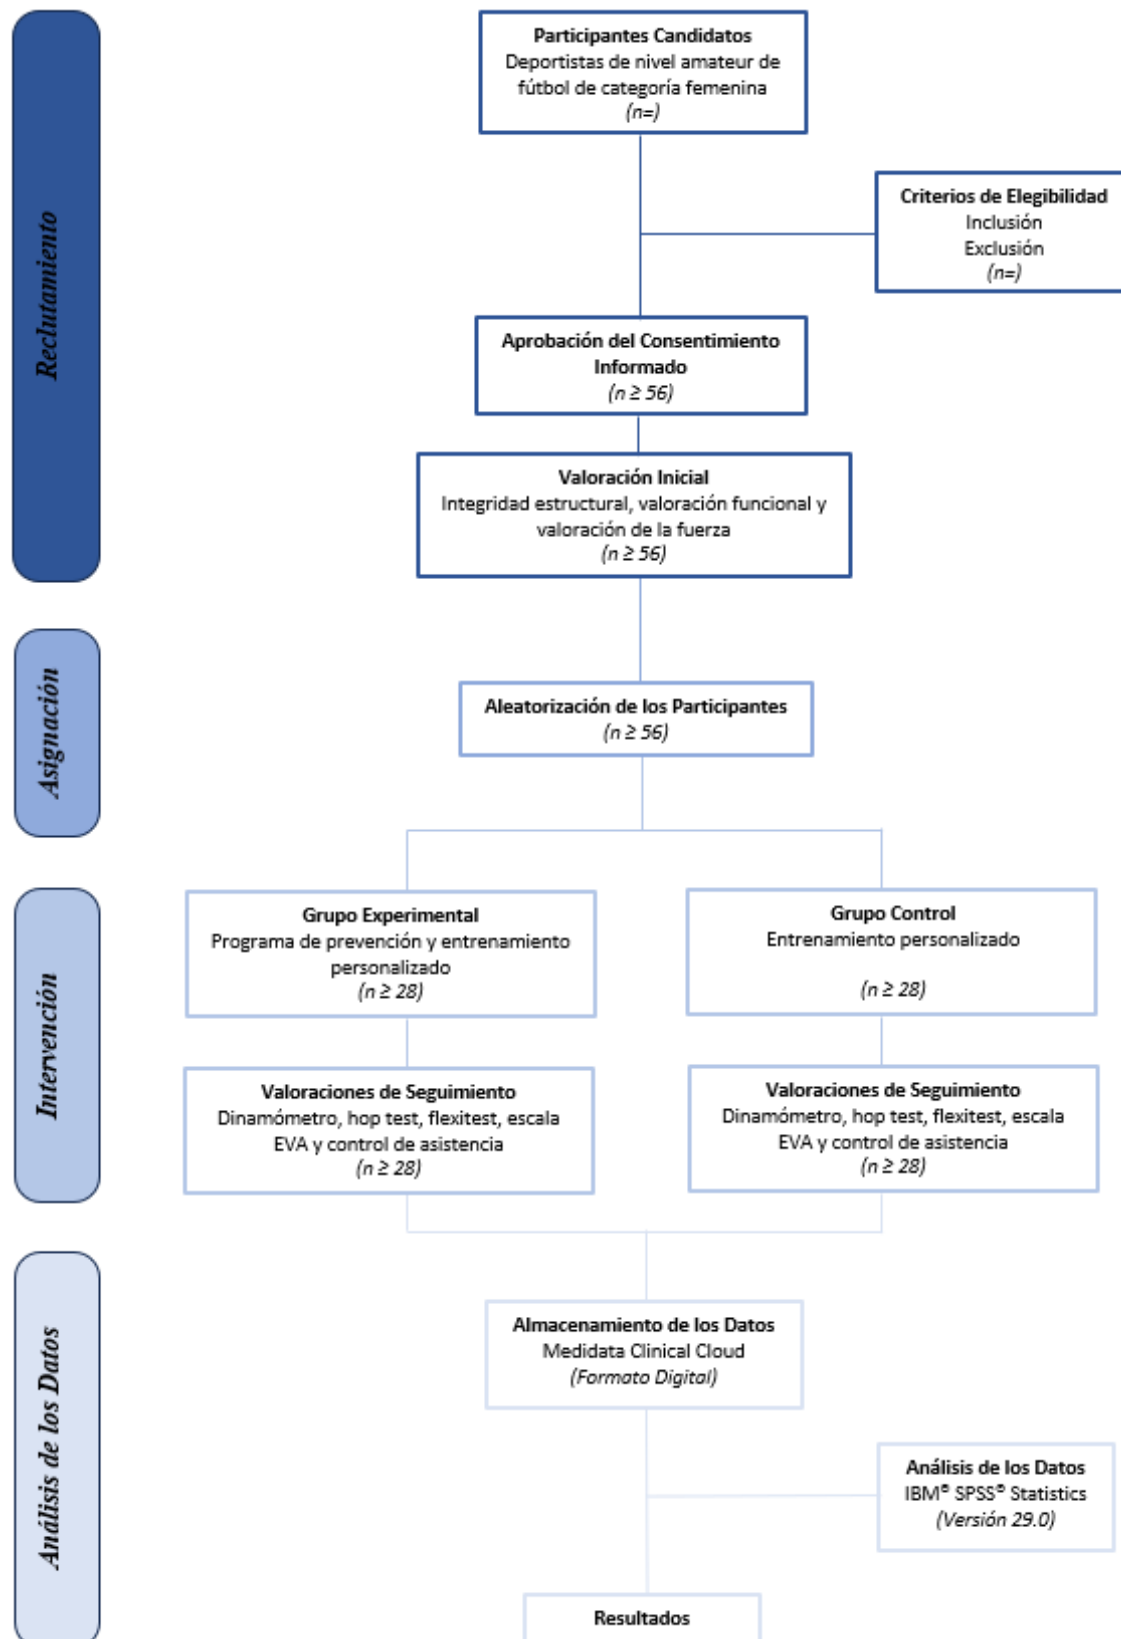 Reclutamiento
Participantes Candidatos
Deportistas de nivel amateur de
fútbol de categoría femenina
(n=)
Criterios de Elegibilidad
Inclusión
Exclusión
(n=)
Aprobación del Consentimiento
Informado
(n ≥ 56)
Valoración Inicial
Integridad estructural, valoración funcional y
valoración de la fuerza
(n ≥ 56)
Asignación
Aleatorización de los Participantes
(n ≥ 56)
Intervención
Grupo Experimental
Programa de prevención y entrenamiento
personalizado
(n ≥ 28)
Grupo Control
Entrenamiento personalizado
(n ≥ 28)
Valoraciones de Seguimiento
Dinamómetro, hop test, flexitest, escala
EVA y control de asistencia
(n ≥ 28)
Valoraciones de Seguimiento
Dinamómetro, hop test, flexitest, escala
EVA y control de asistencia
(n ≥ 28)
Análisis de los Datos
Almacenamiento de los Datos
Medidata Clinical Cloud
(Formato Digital)
Análisis de los Datos
IBM® SPSS® Statistics
(Versión 29.0)
Resultados